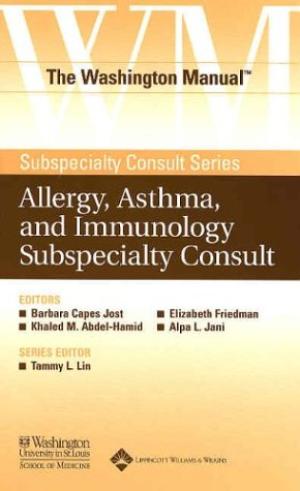 WM
The Washington Manual™
Subspecialty Consult Series
Allergy, Asthma,
and Immunology
Subspecialty Consult
EDITORS
■ Barbara Capes Jost ■ Elizabeth Friedman
■ Khaled M. Abdel-Hamid ■ Alpa L. Jani
SERIES EDITOR
■ Tammy L. Lin
Washington
University in St. Louis
SCHOOL OF MEDICINE
LIPPINCOTT WILLIAMS & WILKINS